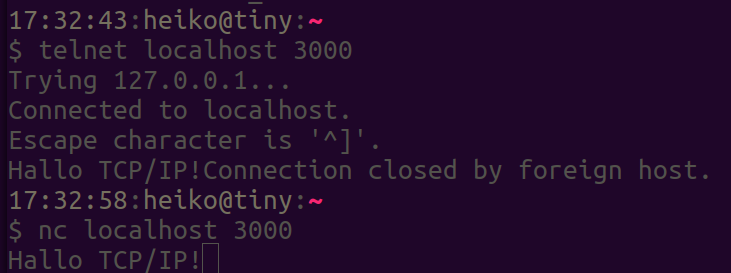 17:32:43:heiko@tiny:~
$ telnet localhost 3000
Trying 127.0.0.1...
Connected to localhost.
Escape character is '^]'.
Hallo TCP/IP!Connection closed by foreign host.
17:32:58:heiko@tiny:~
$ nc localhost 3000
Hallo TCP/IP!